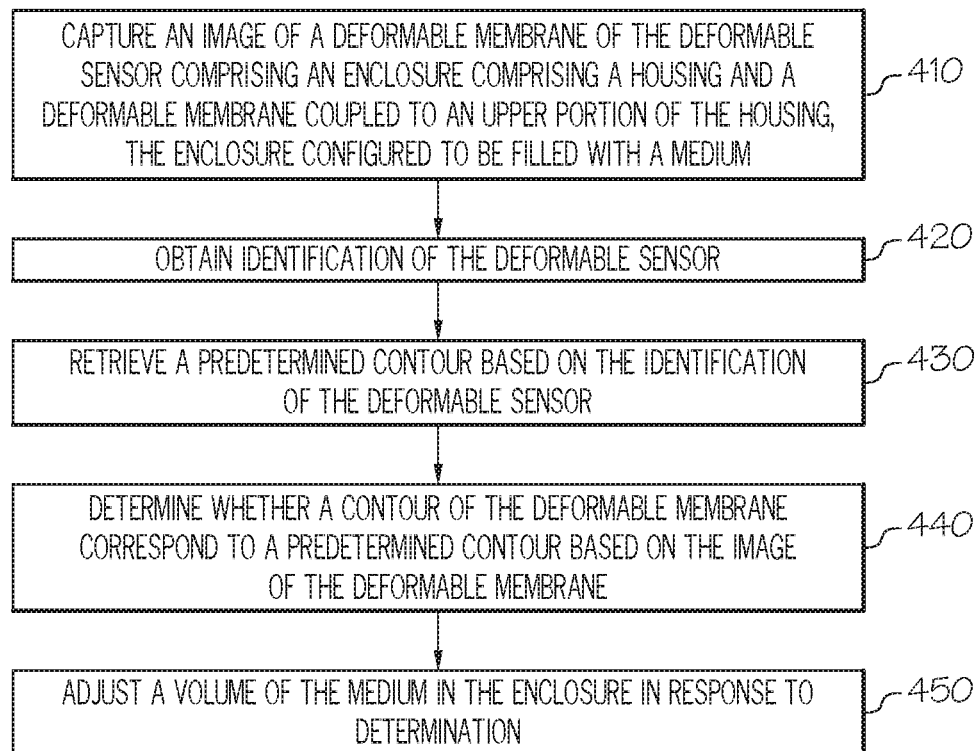 CAPTURE AN IMAGE OF A DEFORMABLE MEMBRANE OF THE DEFORMABLE
SENSOR COMPRISING AN ENCLOSURE COMPRISING A HOUSING AND A
DEFORMABLE MEMBRANE COUPLED TO AN UPPER PORTION OF THE HOUSING,
THE ENCLOSURE CONFIGURED TO BE FILLED WITH A MEDIUM
410
OBTAIN IDENTIFICATION OF THE DEFORMABLE SENSOR
420
RETRIEVE A PREDETERMINED CONTOUR BASED ON THE IDENTIFICATION
OF THE DEFORMABLE SENSOR
430
DETERMINE WHETHER A CONTOUR OF THE DEFORMABLE MEMBRANE
CORRESPOND TO A PREDETERMINED CONTOUR BASED ON THE IMAGE
OF THE DEFORMABLE MEMBRANE
440
ADJUST A VOLUME OF THE MEDIUM IN THE ENCLOSURE IN RESPONSE TO
DETERMINATION
450